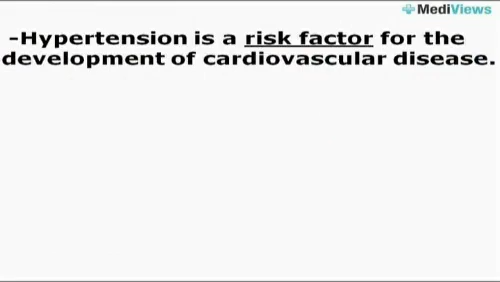 MediViews
-Hypertension is a risk factor for the
development of cardiovascular disease.